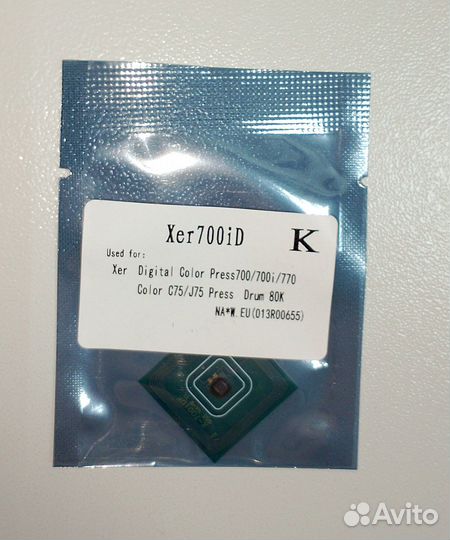 Xer700iD K
Used for:
Xer Digital Color Press700/700i/770
Color C75/J75 Press Drum 80K
NA*W.EU(013R00655)
Avito